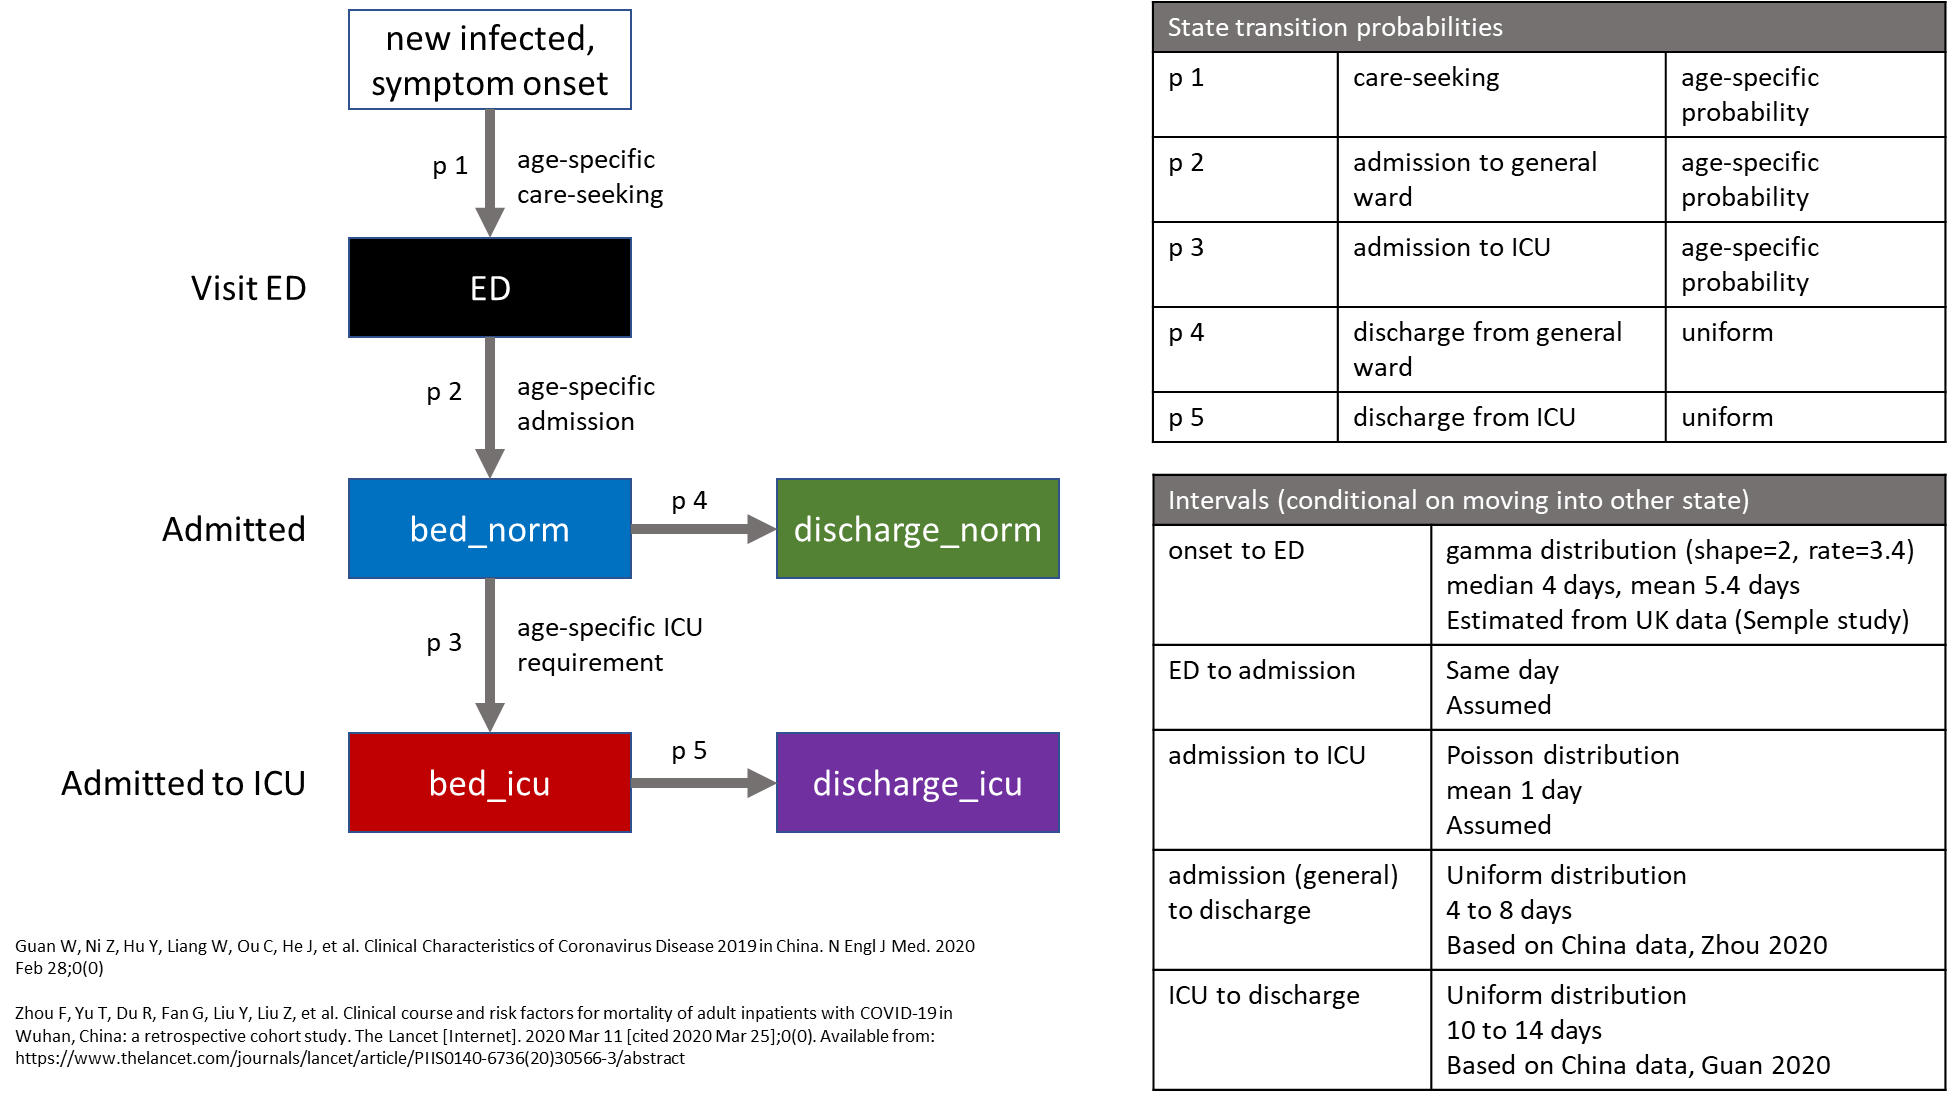 new infected,
symptom onset
p 1
age-specific
care-seeking
Visit ED
ED
p 2
age-specific
admission
Admitted
bed_norm
p 4
discharge_norm
p 3
age-specific ICU
requirement
Admitted to ICU
bed_icu
p 5
discharge_icu
Guan W, Ni Z, Hu Y, Liang W, Ou C, He J, et al. Clinical Characteristics of Coronavirus Disease 2019 in China. N Engl J Med. 2020
Feb 28;0(0)
Zhou F, Yu T, Du R, Fan G, Liu Y, Liu Z, et al. Clinical course and risk factors for mortality of adult inpatients with COVID-19 in
Wuhan, China: a retrospective cohort study. The Lancet [Internet]. 2020 Mar 11 [cited 2020 Mar 25];0(0). Available from:
https://www.thelancet.com/journals/lancet/article/PIIS0140-6736(20)30566-3/abstract
State transition probabilities
p 1
care-seeking
age-specific
probability
p 2
admission to general
ward
age-specific
probability
p 3
admission to ICU
age-specific
probability
p 4
discharge from general
ward
uniform
p 5
discharge from ICU
uniform
Intervals (conditional on moving into other state)
onset to ED
gamma distribution (shape=2, rate=3.4)
median 4 days, mean 5.4 days
Estimated from UK data (Semple study)
ED to admission
Same day
Assumed
admission to ICU
Poisson distribution
mean 1 day
Assumed
admission (general)
to discharge
Uniform distribution
4 to 8 days
Based on China data, Zhou 2020
ICU to discharge
Uniform distribution
10 to 14 days
Based on China data, Guan 2020